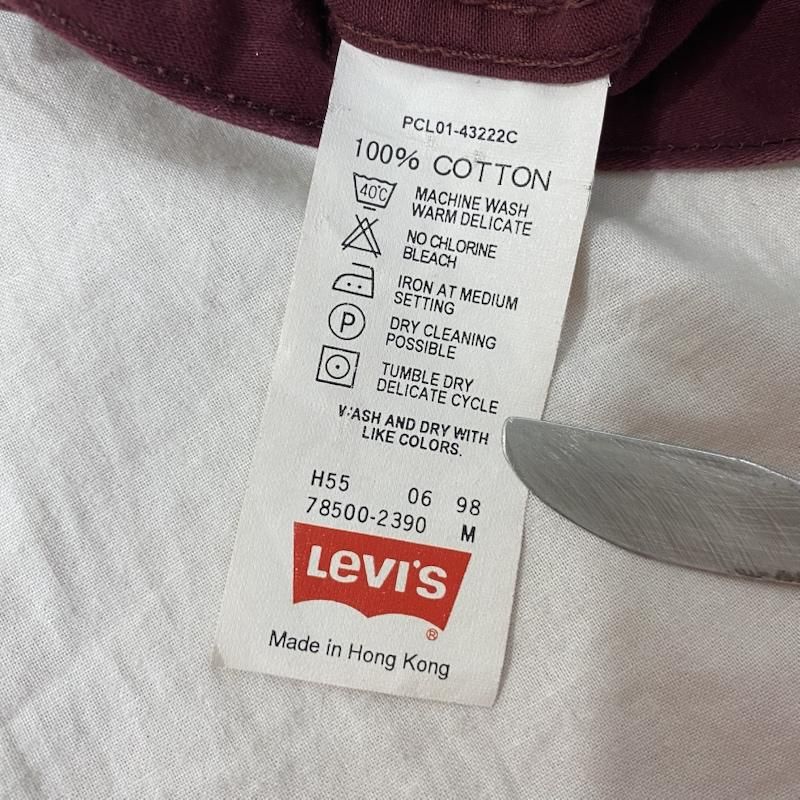 PCL01-43222C
100% COTTON
40°C
MACHINE WASH
WARM DELICATE
NO CHLORINE
BLEACH
IRON AT MEDIUM
SETTING
P
DRY CLEANING
POSSIBLE
TUMBLE DRY
DELICATE CYCLE
WASH AND DRY WITH
LIKE COLORS.
H55 06 98
78500-2390 M
Levi's
®
Made in Hong Kong